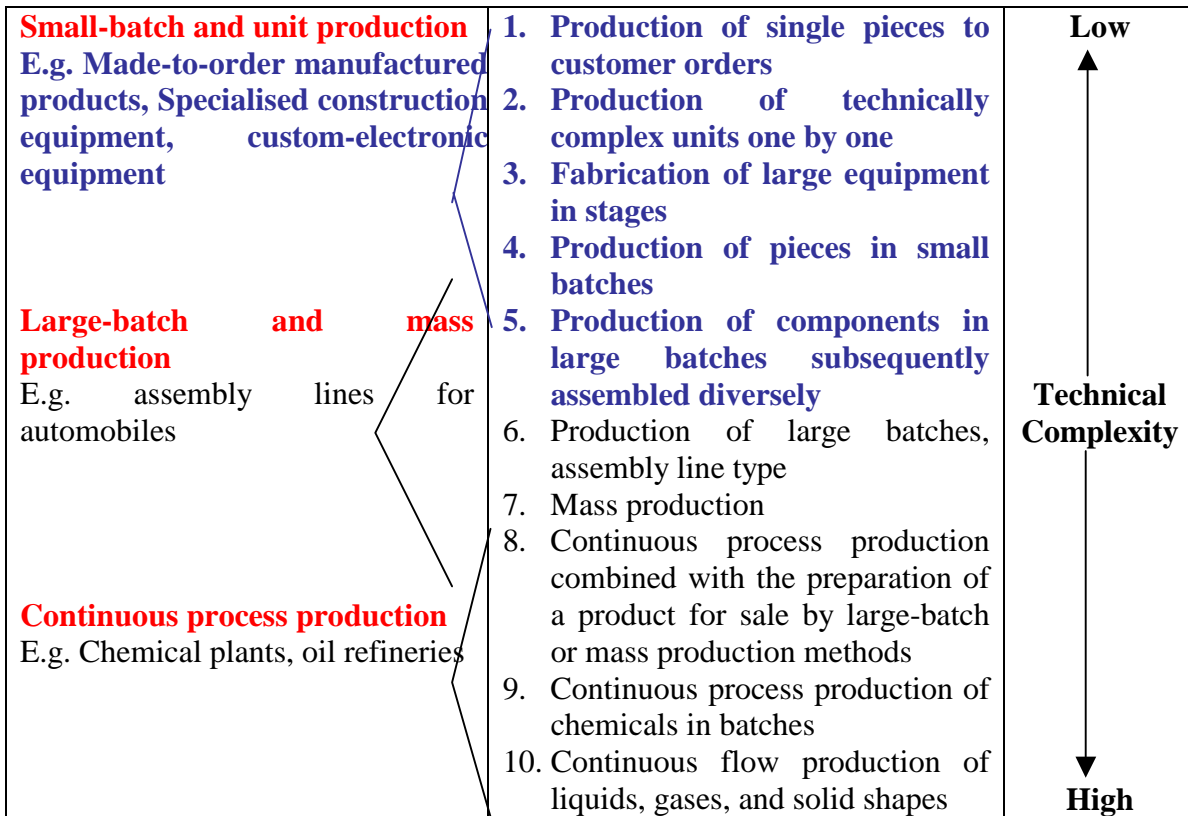 Small-batch and unit production
E.g. Made-to-order manufactured
products, Specialised construction
equipment, custom-electronic
equipment
Large-batch and mass
production
E.g. assembly lines for
automobiles
Continuous process production
E.g. Chemical plants, oil refineries
1. Production of single pieces to
customer orders
2. Production of technically
complex units one by one
3. Fabrication of large equipment
in stages
4. Production of pieces in small
batches
5. Production of components in
large batches subsequently
assembled diversely
6. Production of large batches,
assembly line type
7. Mass production
8. Continuous process production
combined with the preparation of
a product for sale by large-batch
or mass production methods
9. Continuous process production of
chemicals in batches
10. Continuous flow production of
liquids, gases, and solid shapes
Low
Technical
Complexity
High